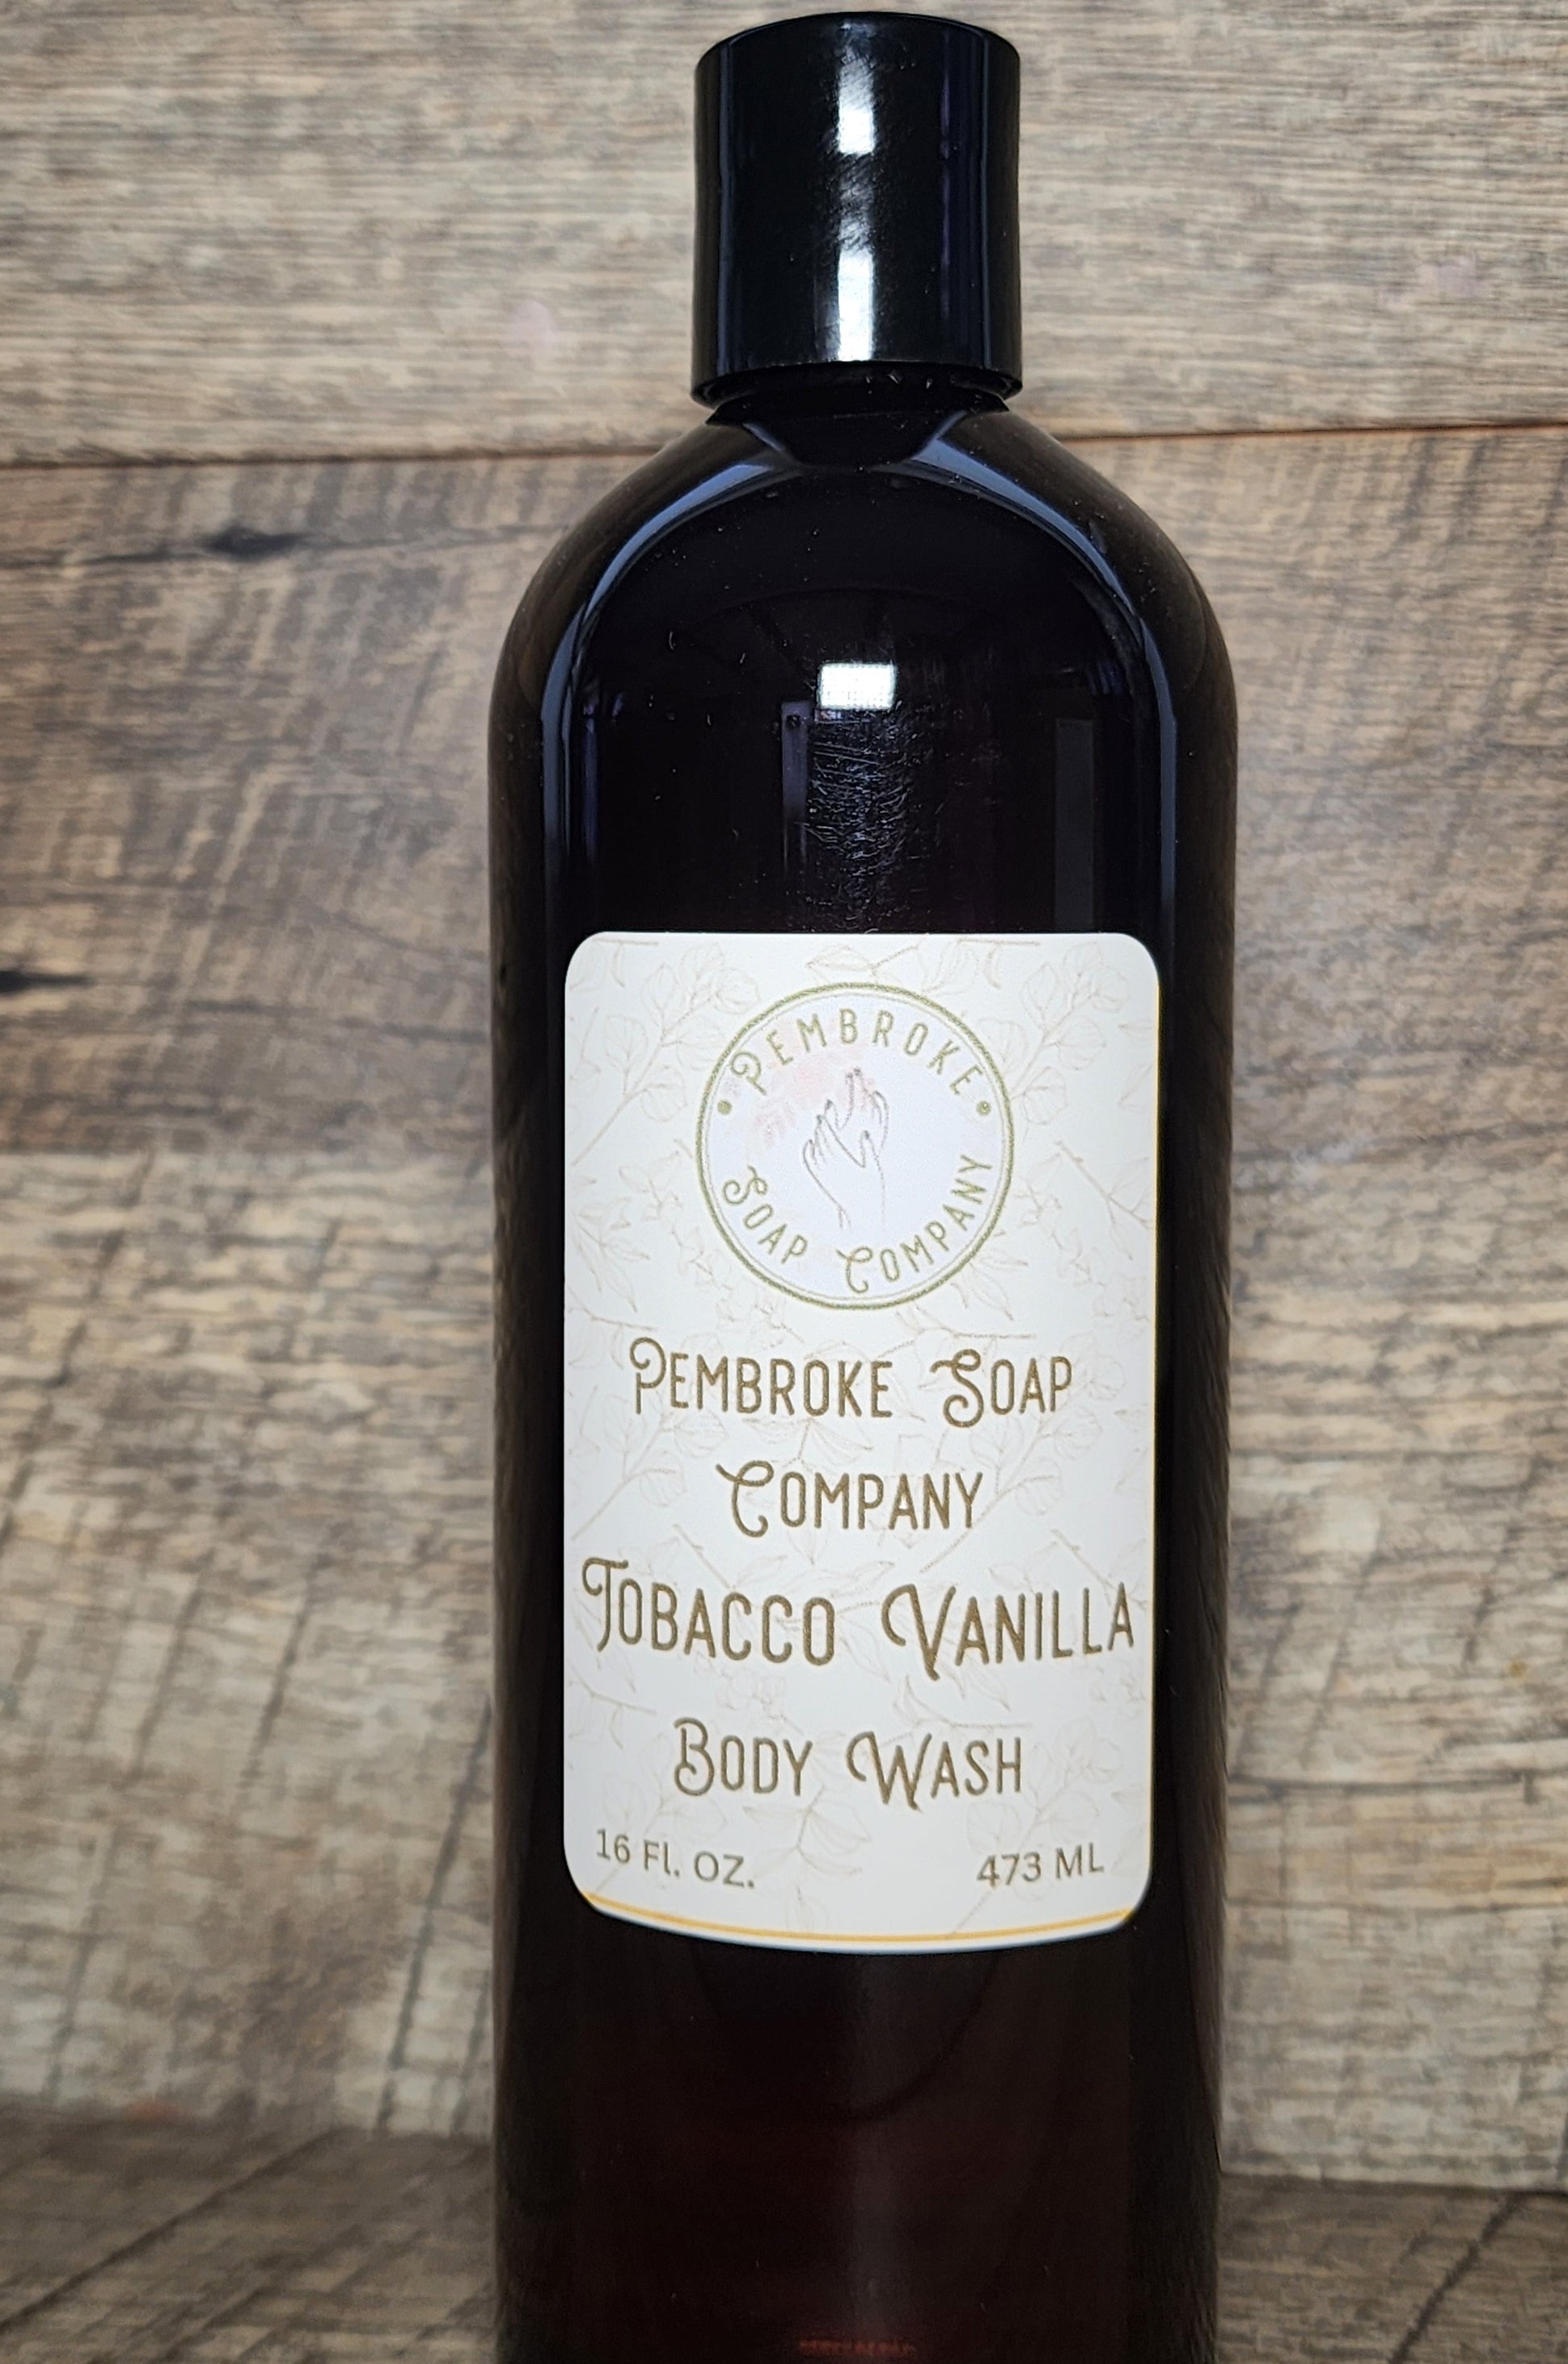 PEMBROKE
SOAP COMPANY
PEMBROKE SOAP
COMPANY
TOBACCO VANILLA
BODY WASH
16 Fl. OZ. 473 ML